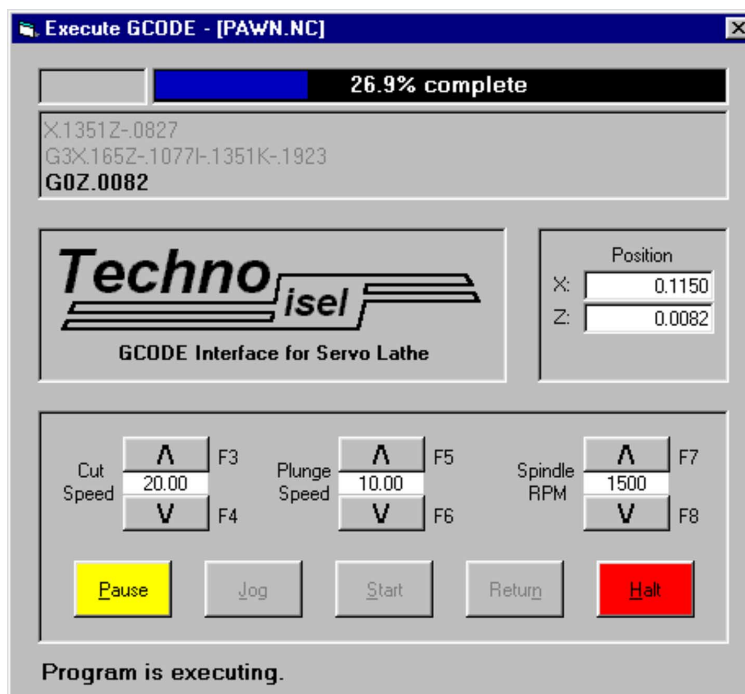 Execute GCODE - [PAWN.NC]
26.9% complete
X.1351Z-.0827
G3X.165Z-.1077I-.1351K-.1923
G0Z.0082
Techno
isel
GCODE Interface for Servo Lathe
Position
X: 0.1150
Z: 0.0082
Cut Speed
F3
20.00
F4
Plunge Speed
F5
10.00
F6
Spindle RPM
F7
1500
F8
Pause Jog Start Return Halt
Program is executing.